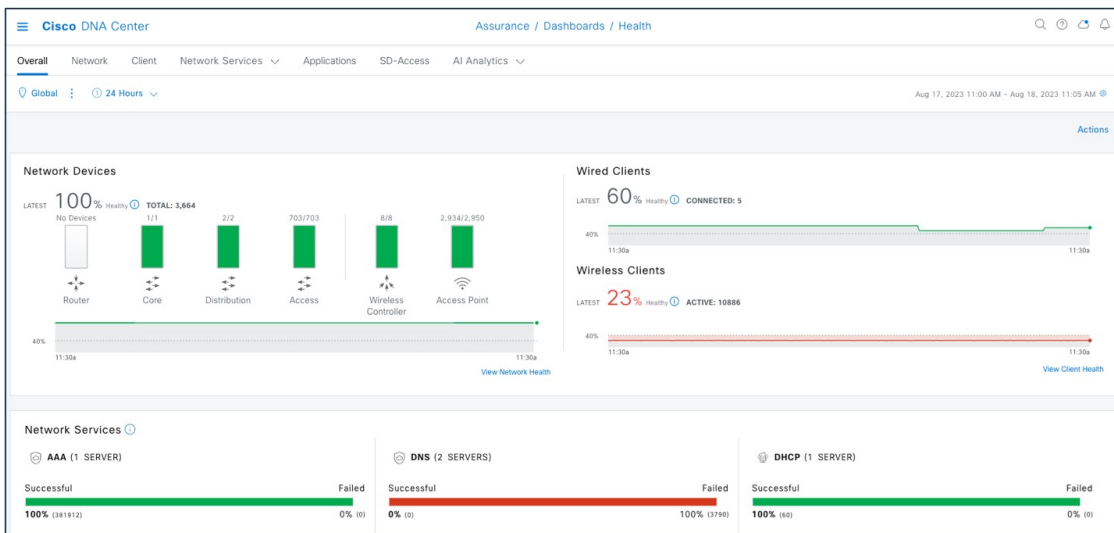 Cisco DNA Center
Assurance / Dashboards / Health
Overall Network Client Network Services Applications SD-Access AI Analytics
Global 24 Hours
Aug 17, 2023 11:00 AM - Aug 18, 2023 11:05 AM
Actions
Network Devices
LATEST 100% Healthy TOTAL: 3,664
No Devices 1/1 2/2 703/703 8/8 2,934/2,950
Router Core Distribution Access Wireless Controller Access Point
40%
11:30a 11:30a
View Network Health
Wired Clients
LATEST 60% Healthy CONNECTED: 5
40%
11:30a 11:30a
Wireless Clients
LATEST 23% Healthy ACTIVE: 10886
40%
11:30a 11:30a
View Client Health
Network Services
AAA (1 SERVER)
Successful Failed
100% (381912) 0% (0)
DNS (2 SERVERS)
Successful Failed
0% (0) 100% (3790)
DHCP (1 SERVER)
Successful Failed
100% (60) 0% (0)